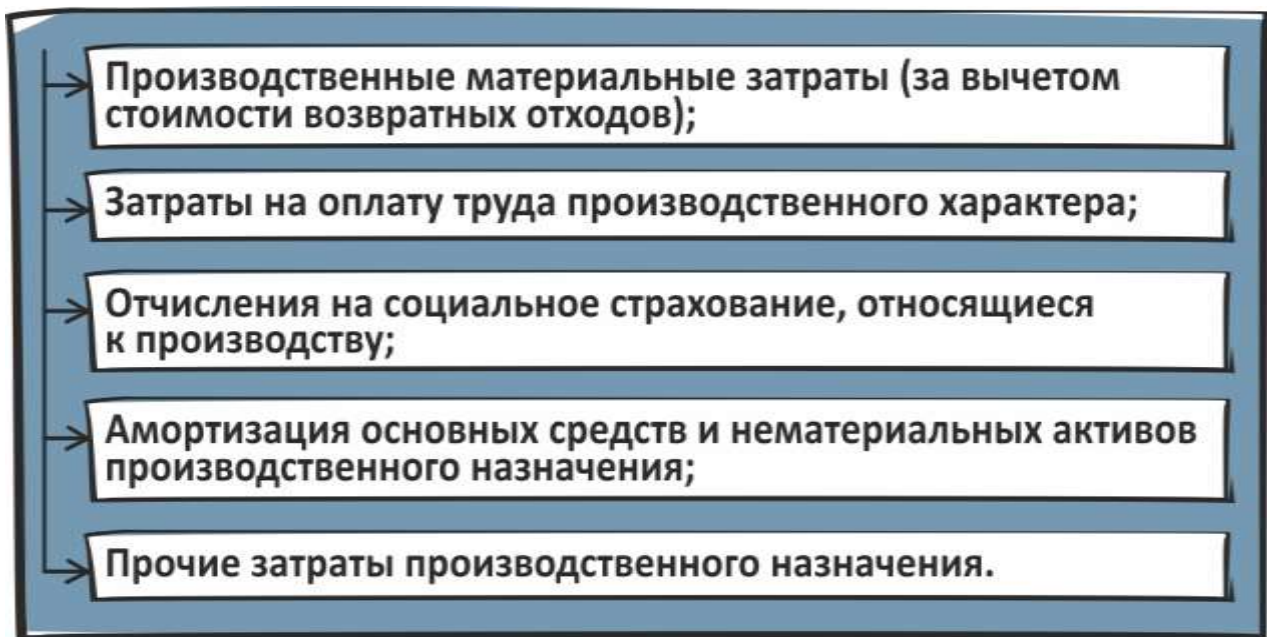 Производственные материальные затраты (за вычетом
стоимости возвратных отходов);
Затраты на оплату труда производственного характера;
Отчисления на социальное страхование, относящиеся
к производству;
Амортизация основных средств и нематериальных активов
производственного назначения;
Прочие затраты производственного назначения.